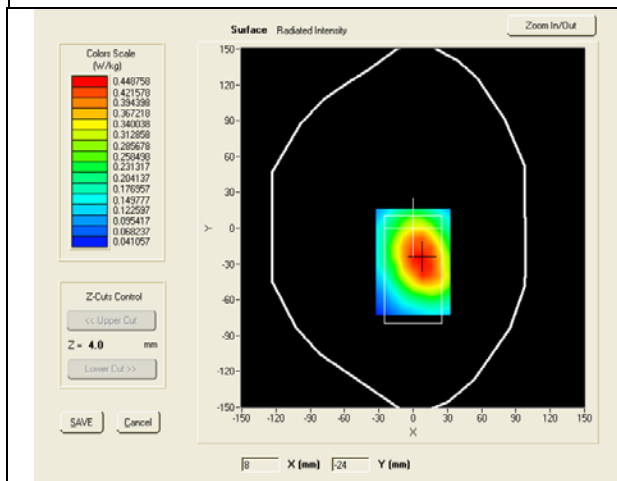 Surface Radiated Intensity
Zoom In/Out
Colors Scale
(W/kg)
0.448758
0.421578
0.394398
0.367218
0.340038
0.312858
0.285678
0.258498
0.231317
0.204137
0.176957
0.149777
0.122597
0.095417
0.068237
0.041057
150-
120-
90-
60-
30-
0-
-30-
-60-
-90-
-120-
-150-
Y
-150 -120 -90 -60 -30 0 30 60 90 120 150
X
Z-Cuts Control
<< Upper Cut
Z = 4.0 mm
Lower Cut >>
SAVE Cancel
8 X (mm) -24 Y (mm)